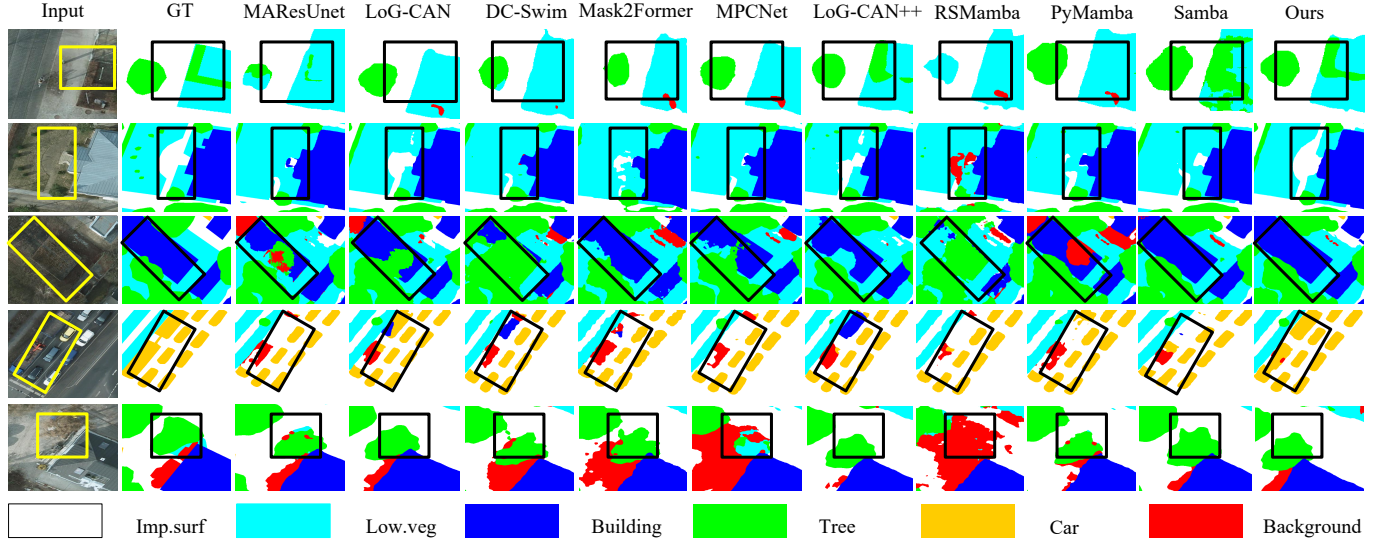 Input GT MAResUnet LoG-CAN DC-Swim Mask2Former MPCNet LoG-CAN++ RSMamba PyMamba Samba Ours
Imp.surf Low.veg Building Tree Car Background